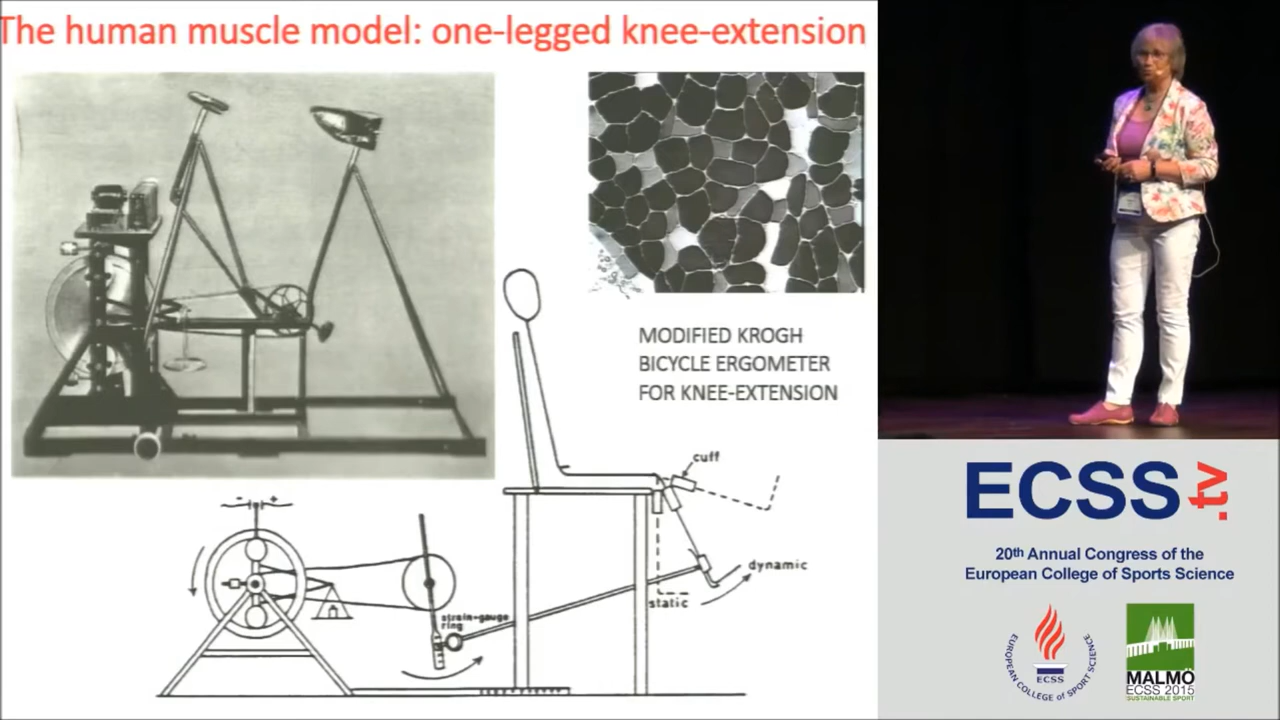 The human muscle model: one-legged knee-extension
MODIFIED KROGH
BICYCLE ERGOMETER
FOR KNEE-EXTENSION
cuff
dynamic
static
strain-gauge
ring
- +
ECSS.tv
20th Annual Congress of the
European College of Sports Science
EUROPEAN COLLEGE OF SPORT SCIENCE
ECSS
MALMÖ
ECSS 2015
SUSTAINABLE SPORT